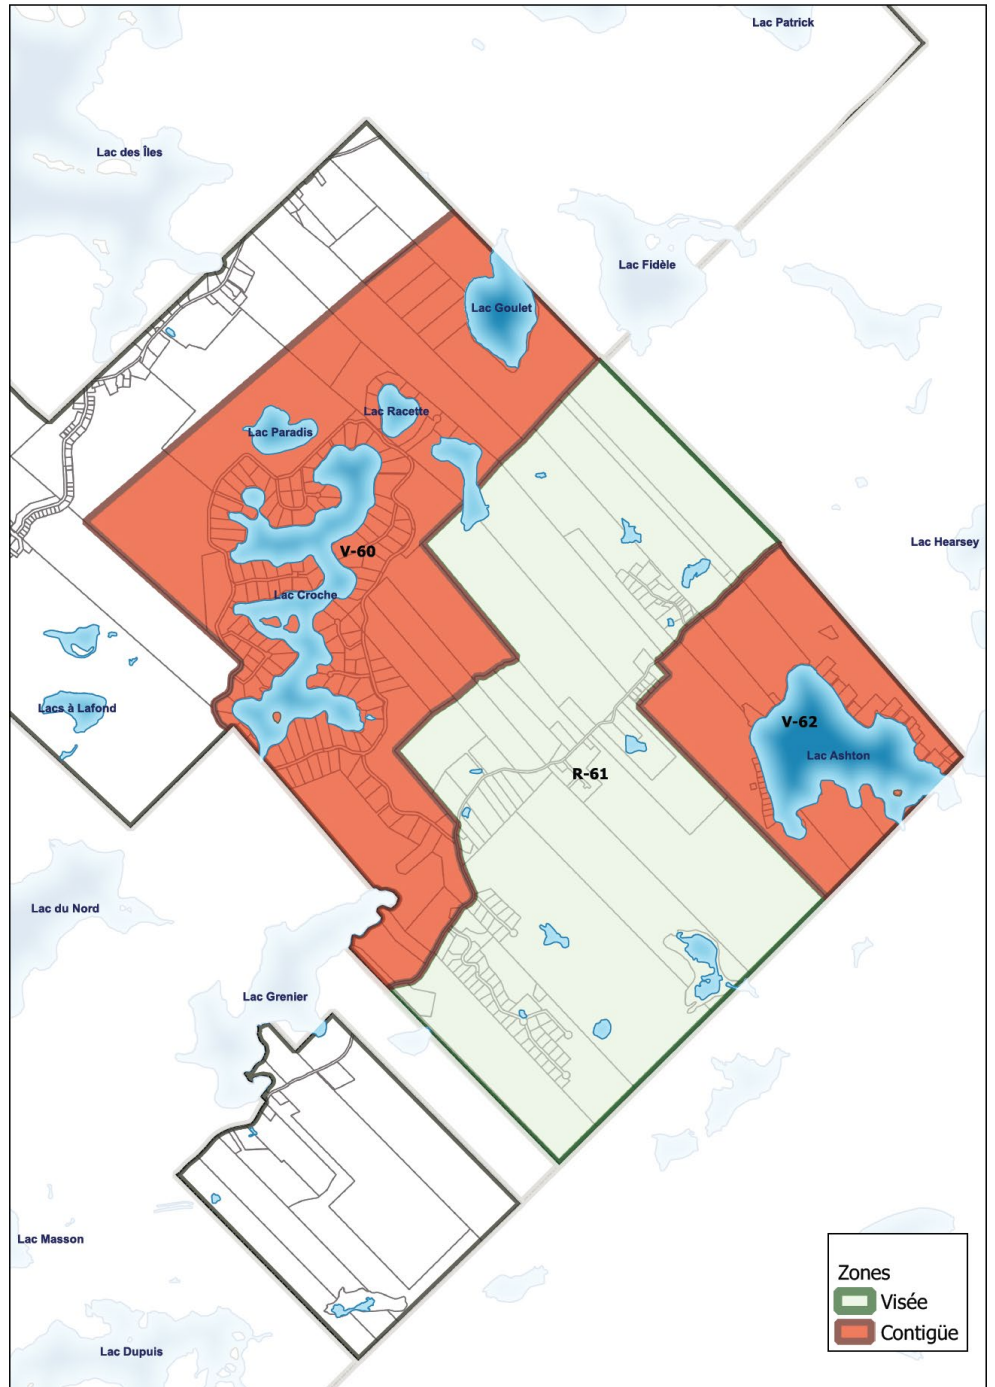 Lac Patrick
Lac des Îles
Lac Fidèle
Lac Goulet
Lac Racette
Lac Paradis
Lac Hearsey
V-60
Lac Croche
Lacs à Lafond
V-62
Lac Ashton
R-61
Lac du Nord
Lac Grenier
Lac Masson
Zones
Visée
Contigüe
Lac Dupuis